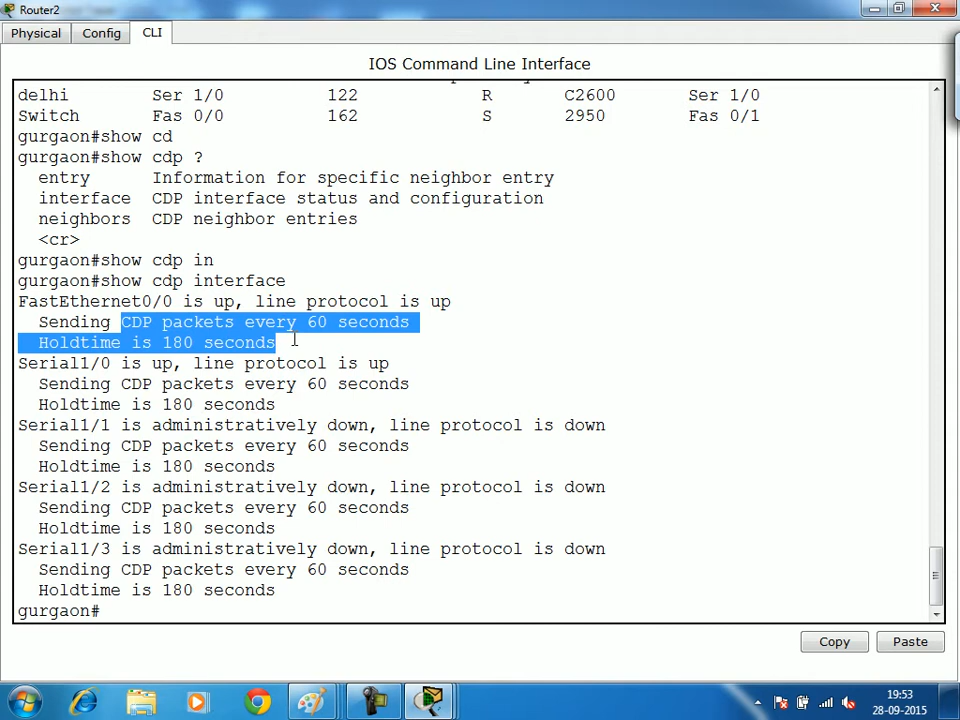 Router2
Physical Config CLI
IOS Command Line Interface
delhi Ser 1/0 122 R C2600 Ser 1/0
Switch Fas 0/0 162 S 2950 Fas 0/1
gurgaon#show cd
gurgaon#show cdp ?
entry Information for specific neighbor entry
interface CDP interface status and configuration
neighbors CDP neighbor entries
<cr>
gurgaon#show cdp in
gurgaon#show cdp interface
FastEthernet0/0 is up, line protocol is up
Sending CDP packets every 60 seconds
Holdtime is 180 seconds
Serial1/0 is up, line protocol is up
Sending CDP packets every 60 seconds
Holdtime is 180 seconds
Serial1/1 is administratively down, line protocol is down
Sending CDP packets every 60 seconds
Holdtime is 180 seconds
Serial1/2 is administratively down, line protocol is down
Sending CDP packets every 60 seconds
Holdtime is 180 seconds
Serial1/3 is administratively down, line protocol is down
Sending CDP packets every 60 seconds
Holdtime is 180 seconds
gurgaon#
Copy Paste
19:53
28-09-2015